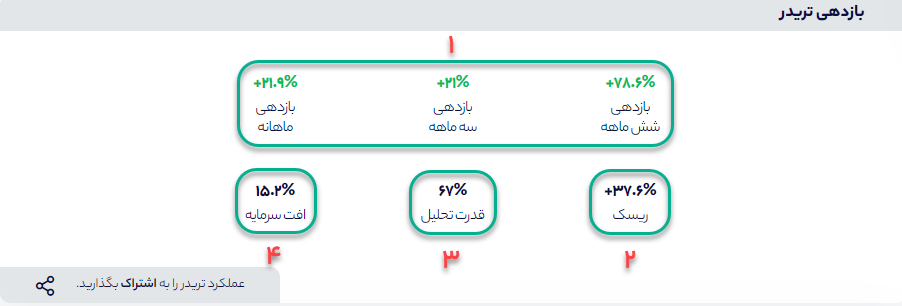 بازدهی تریدر
۱
+۷۸.۶%
+۲۱%
+۲۱.۹%
بازدهی
شش ماهه
بازدهی
سه ماهه
بازدهی
ماهانه
+۳۷.۶%
ریسک
۶۷%
قدرت تحلیل
۱۵.۲%
افت سرمایه
۲
۳
۴
عملکرد تریدر را به اشتراک بگذارید.